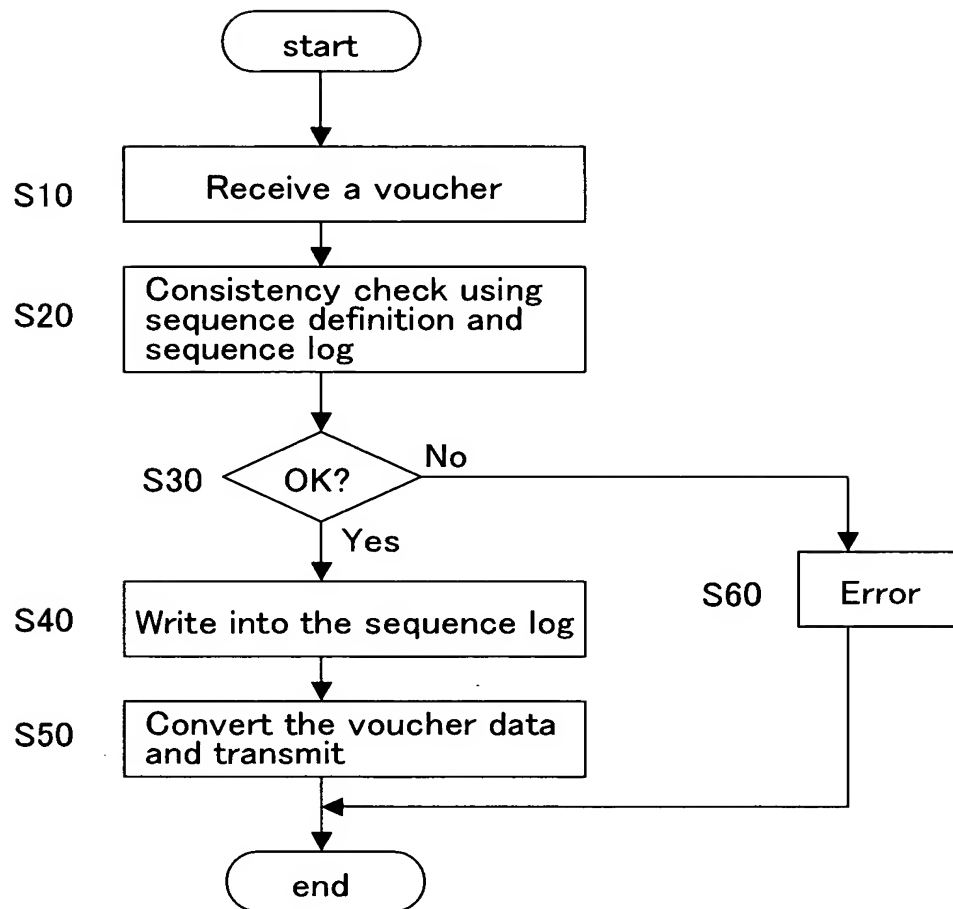 start
S10
Receive a voucher
S20
Consistency check using
sequence definition and
sequence log
S30
OK?
No
Yes
S40
Write into the sequence log
S60
Error
S50
Convert the voucher data
and transmit
end